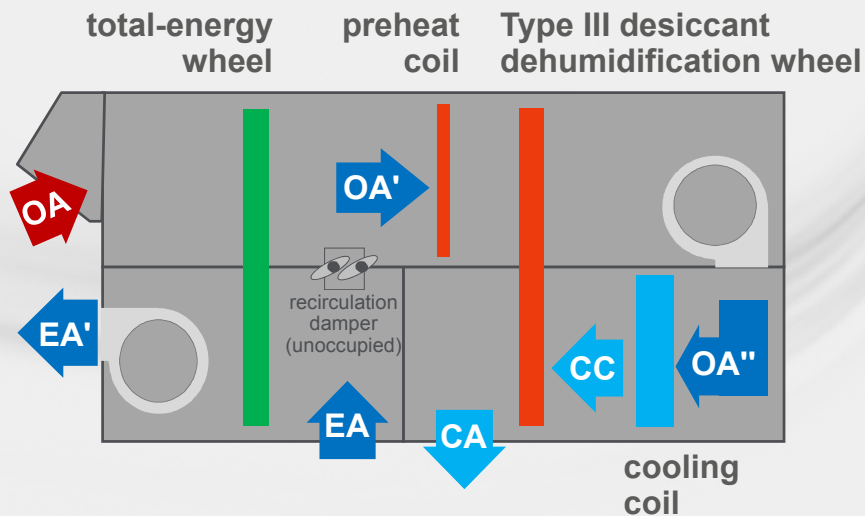 total-energy
wheel
preheat
coil
Type III desiccant
dehumidification wheel
OA
OA'
recirculation
damper
(unoccupied)
EA'
EA
CA
CC
OA"
cooling
coil